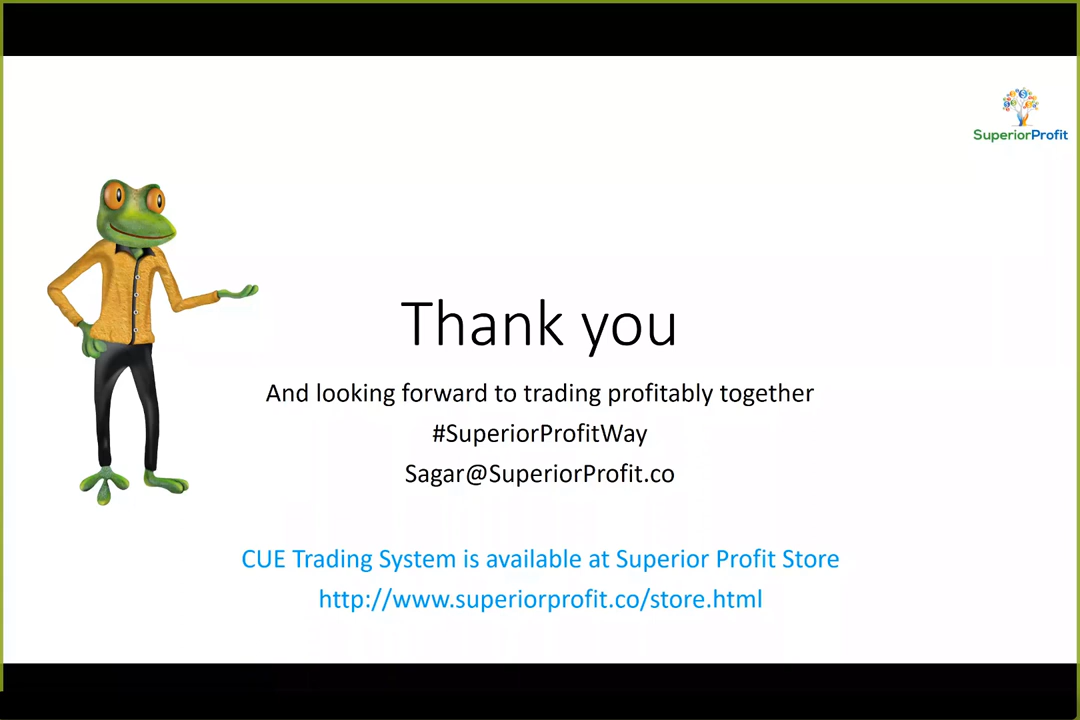 SuperiorProfit
Thank you
And looking forward to trading profitably together
#SuperiorProfitWay
Sagar@SuperiorProfit.co
CUE Trading System is available at Superior Profit Store
http://www.superiorprofit.co/store.html